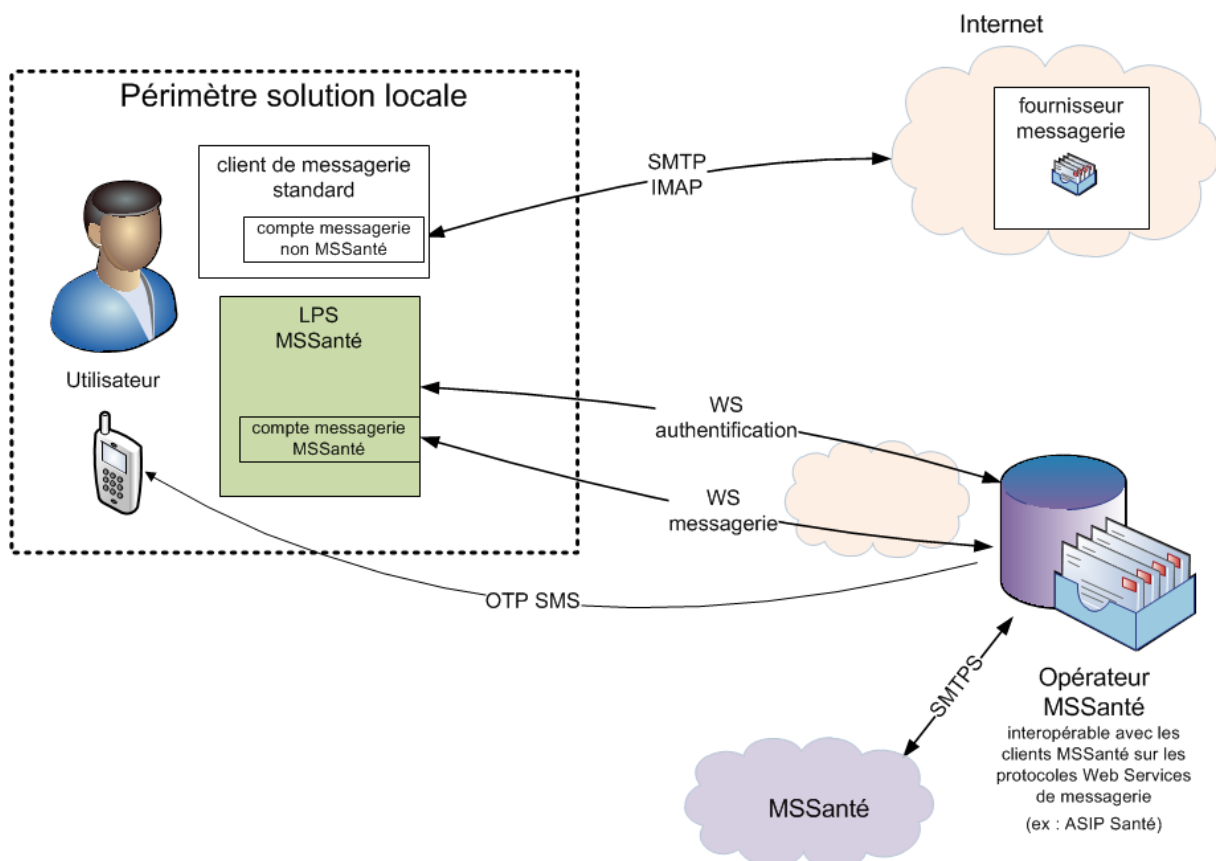 Internet
Périmètre solution locale
fournisseur
messagerie
client de messagerie
standard
compte messagerie
non MSSanté
SMTP
IMAP
LPS
MSSanté
compte messagerie
MSSanté
Utilisateur
WS
authentification
WS
messagerie
OTP SMS
SMTPS
MSSanté
Opérateur
MSSanté
interopérable avec les
clients MSSanté sur les
protocoles Web Services
de messagerie
(ex : ASIP Santé)